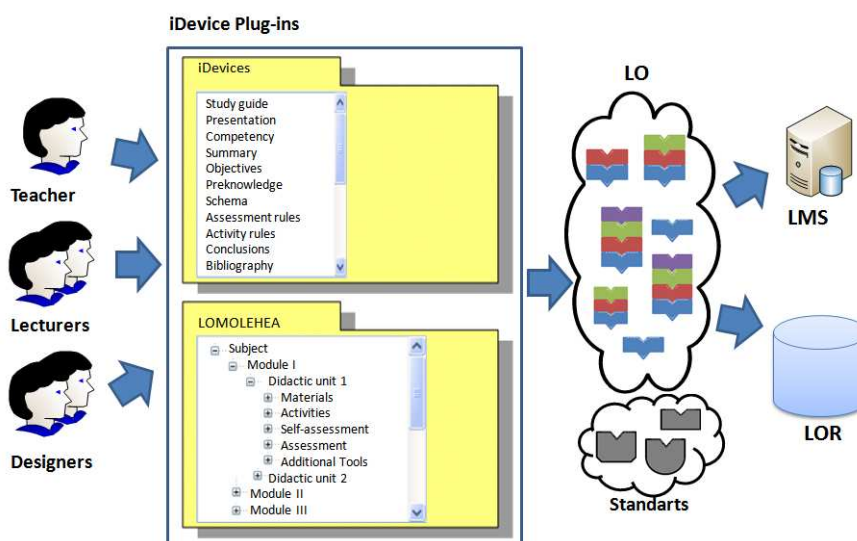 iDevice Plug-ins
iDevices
Study guide
Presentation
Competency
Summary
Objectives
Preknowledge
Schema
Assessment rules
Activity rules
Conclusions
Bibliography
LOMOLEHEA
Subject
Module I
Didactic unit 1
Materials
Activities
Self-assessment
Assessment
Additional Tools
Didactic unit 2
Module II
Module III
Teacher
Lecturers
Designers
LO
LMS
LOR
Standarts